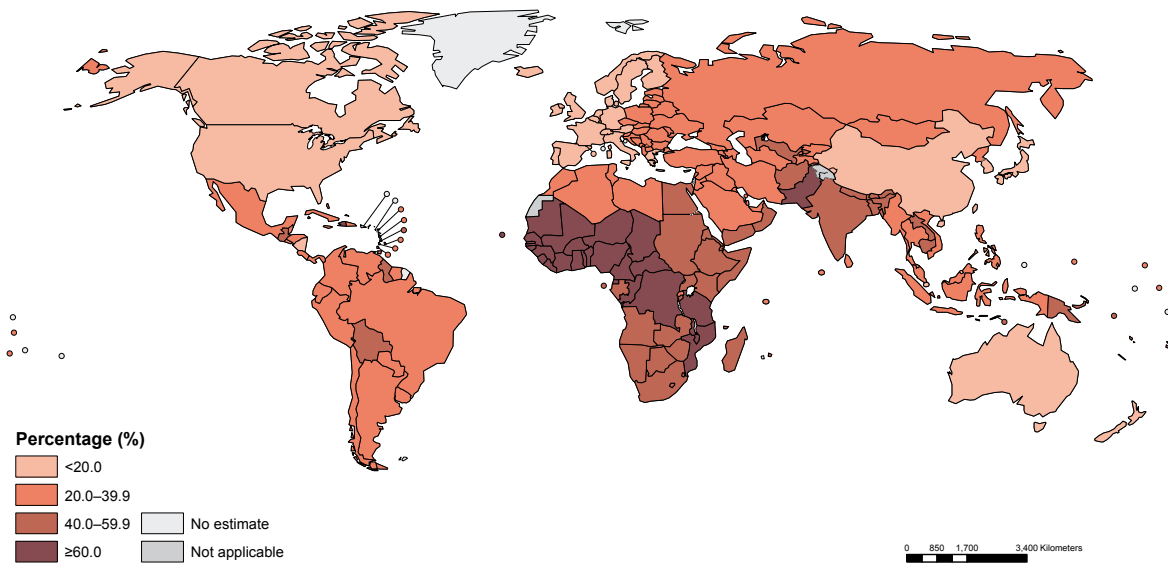 Percentage (%)
<20.0
20.0–39.9
40.0–59.9
≥60.0
No estimate
Not applicable
0 850 1,700 3,400 Kilometers